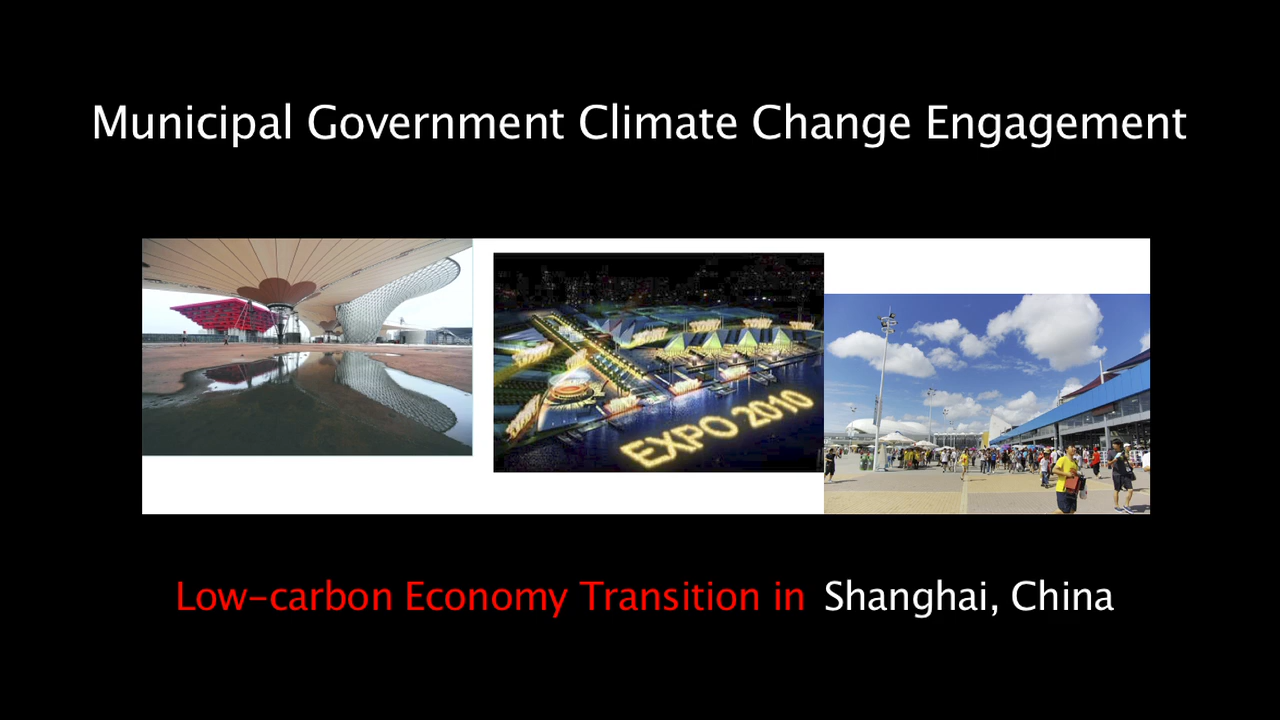 Municipal Government Climate Change Engagement
EXPO 2010
Low-carbon Economy Transition in Shanghai, China